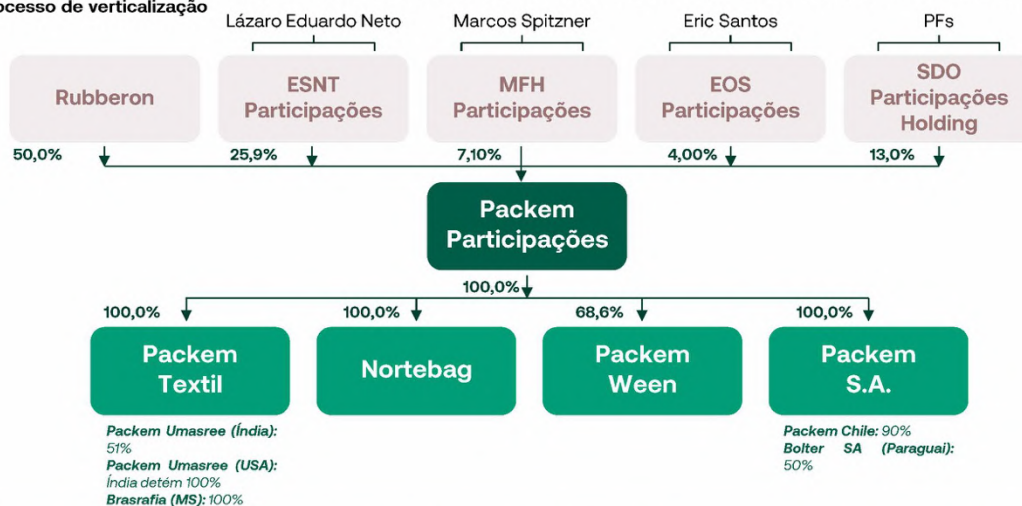 ocesso de verticalização
Lázaro Eduardo Neto
Marcos Spitzner
Eric Santos
PFs
Rubberon
ESNT
Participações
MFH
Participações
EOS
Participações
SDO
Participações
Holding
50,0%
25,9%
7,10%
4,00%
13,0%
Packem
Participações
100,0%
100,0%
100,0%
68,6%
100,0%
Packem
Textil
Nortebag
Packem
Ween
Packem
S.A.
Packem Umasree (Índia):
51%
Packem Umasree (USA):
Índia detém 100%
Brasrafia (MS): 100%
Packem Chile: 90%
Bolter SA (Paraguai):
50%